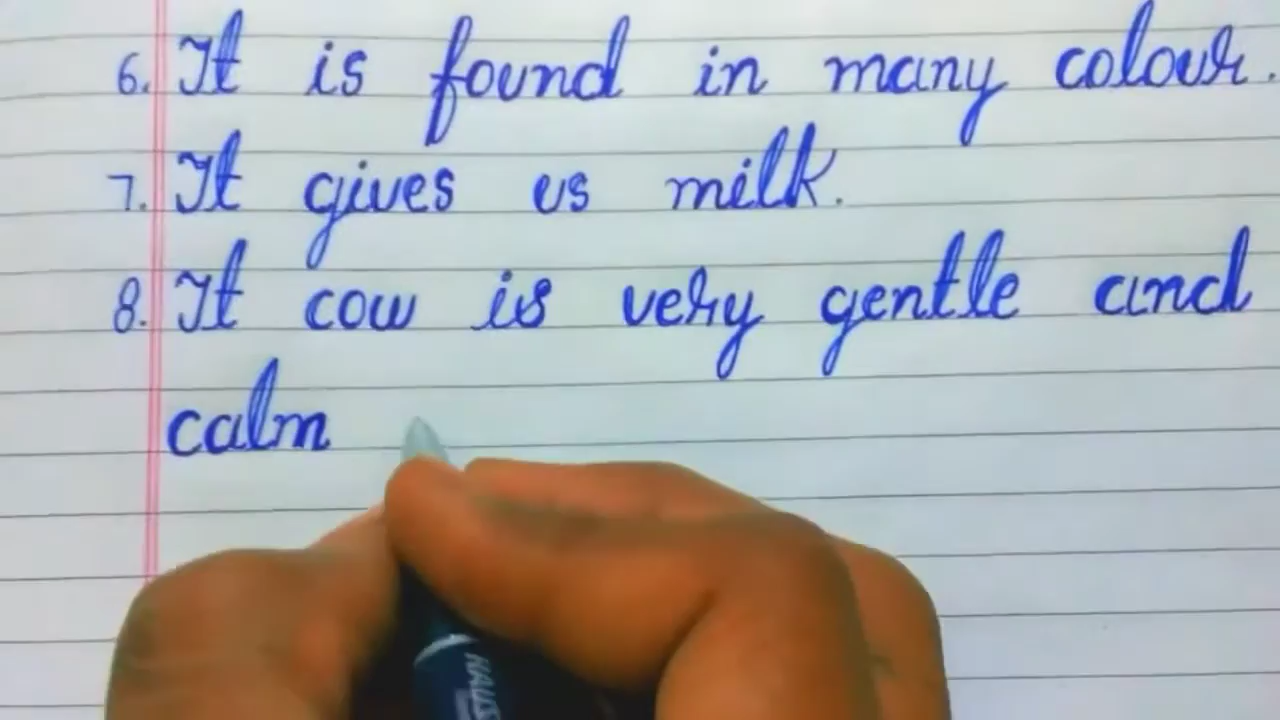 6. It is found in many colour.
7. It gives us milk.
8. It cow is very gentle and
calm
HAUS